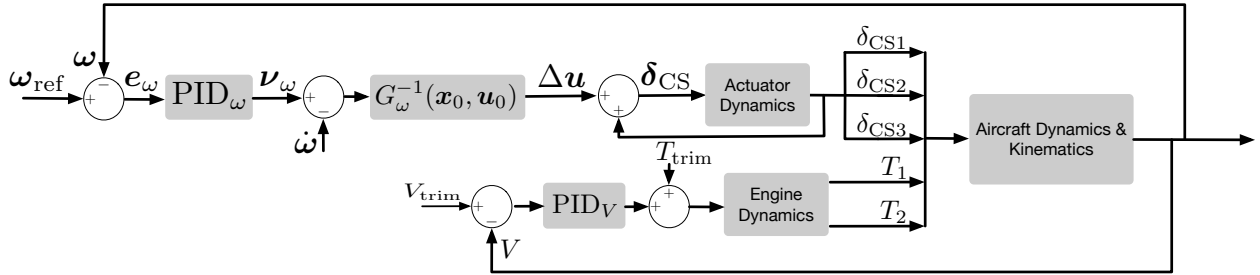 ω
ω_ref
+
−
e_ω
PID_ω
ν_ω
+
−
ω̇
G_ω^{-1}(x_0, u_0)
Δu
+
+
δ_CS
Actuator
Dynamics
δ_CS1
δ_CS2
δ_CS3
Aircraft Dynamics &
Kinematics
V_trim
+
−
V
PID_V
T_trim
+
+
Engine
Dynamics
T_1
T_2